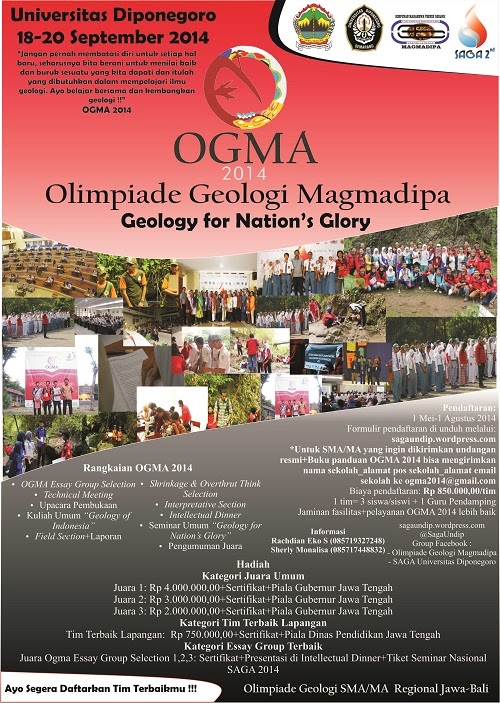 Universitas Diponegoro
18-20 September 2014
"Jangan pernah membatasi diri untuk setiap hal
baru, seharusnya kita berani untuk menilai baik
dan buruk sesuatu yang kita dapati dan itulah
yang dibutuhkan dalam mempelajari ilmu
geologi. Ayo belajar bersama dan kembangkan
geologi !!"
OGMA 2014
HIMPUNAN MAHASISWA TEKNIK GEOLOGI
MAGMADIPA
SEMARANG
SAGA 2nd
OGMA
2014
Olimpiade Geologi Magmadipa
Geology for Nation's Glory
OGMA
Pendaftaran:
1 Mei-1 Agustus 2014
Formulir pendaftaran di unduh melalui:
sagaundip.wordpress.com
*Untuk SMA/MA yang ingin dikirimkan undangan
resmi+Buku panduan OGMA 2014 bisa mengirimkan
nama sekolah_alamat pos sekolah_alamat email
sekolah ke ogma2014@gmail.com
Biaya pendaftaran: Rp 850.000,00/tim
1 tim= 3 siswa/siswi + 1 Guru Pendamping
Jaminan fasilitas+pelayanan OGMA 2014 lebih baik
Rangkaian OGMA 2014
• OGMA Essay Group Selection
• Technical Meeting
• Upacara Pembukaan
• Kuliah Umum "Geology of
Indonesia"
• Field Section+Laporan
• Shrinkage & Overthrut Think
Selection
• Interpretative Section
• Intellectual Dinner
• Seminar Umum "Geology for
Nation's Glory"
• Pengumuman Juara
Informasi
Rachdian Eko S (085719327248)
Sherly Monalisa (085717448832)
sagaundip.wordpress.com
@SagaUndip
Group Facebook :
- Olimpiade Geologi Magmadipa
- SAGA Universitas Diponegoro
Hadiah
Kategori Juara Umum
Juara 1: Rp 4.000.000,00+Sertifikat+Piala Gubernur Jawa Tengah
Juara 2: Rp 3.000.000,00+Sertifikat+Piala Gubernur Jawa Tengah
Juara 3: Rp 2.000.000,00+Sertifikat+Piala Gubernur Jawa Tengah
Kategori Tim Terbaik Lapangan
Tim Terbaik Lapangan: Rp 750.000,00+Sertifikat+Piala Dinas Pendidikan Jawa Tengah
Kategori Essay Group Terbaik
Juara Ogma Essay Group Selection 1,2,3: Sertifikat+Presentasi di Intellectual Dinner+Tiket Seminar Nasional
SAGA 2014
Ayo Segera Daftarkan Tim Terbaikmu !!!
Olimpiade Geologi SMA/MA Regional Jawa-Bali